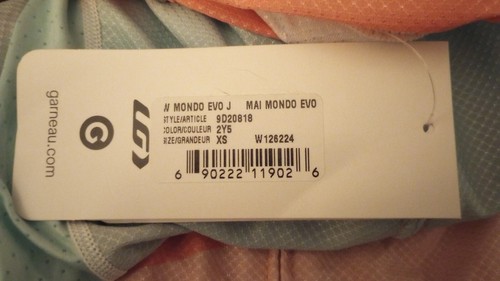 garneau.com
G
W MONDO EVO J MAI MONDO EVO
STYLE/ARTICLE 9D20818
COLOR/COULEUR 2Y5
SIZE/GRANDEUR XS W126224
6 90222 11902 6